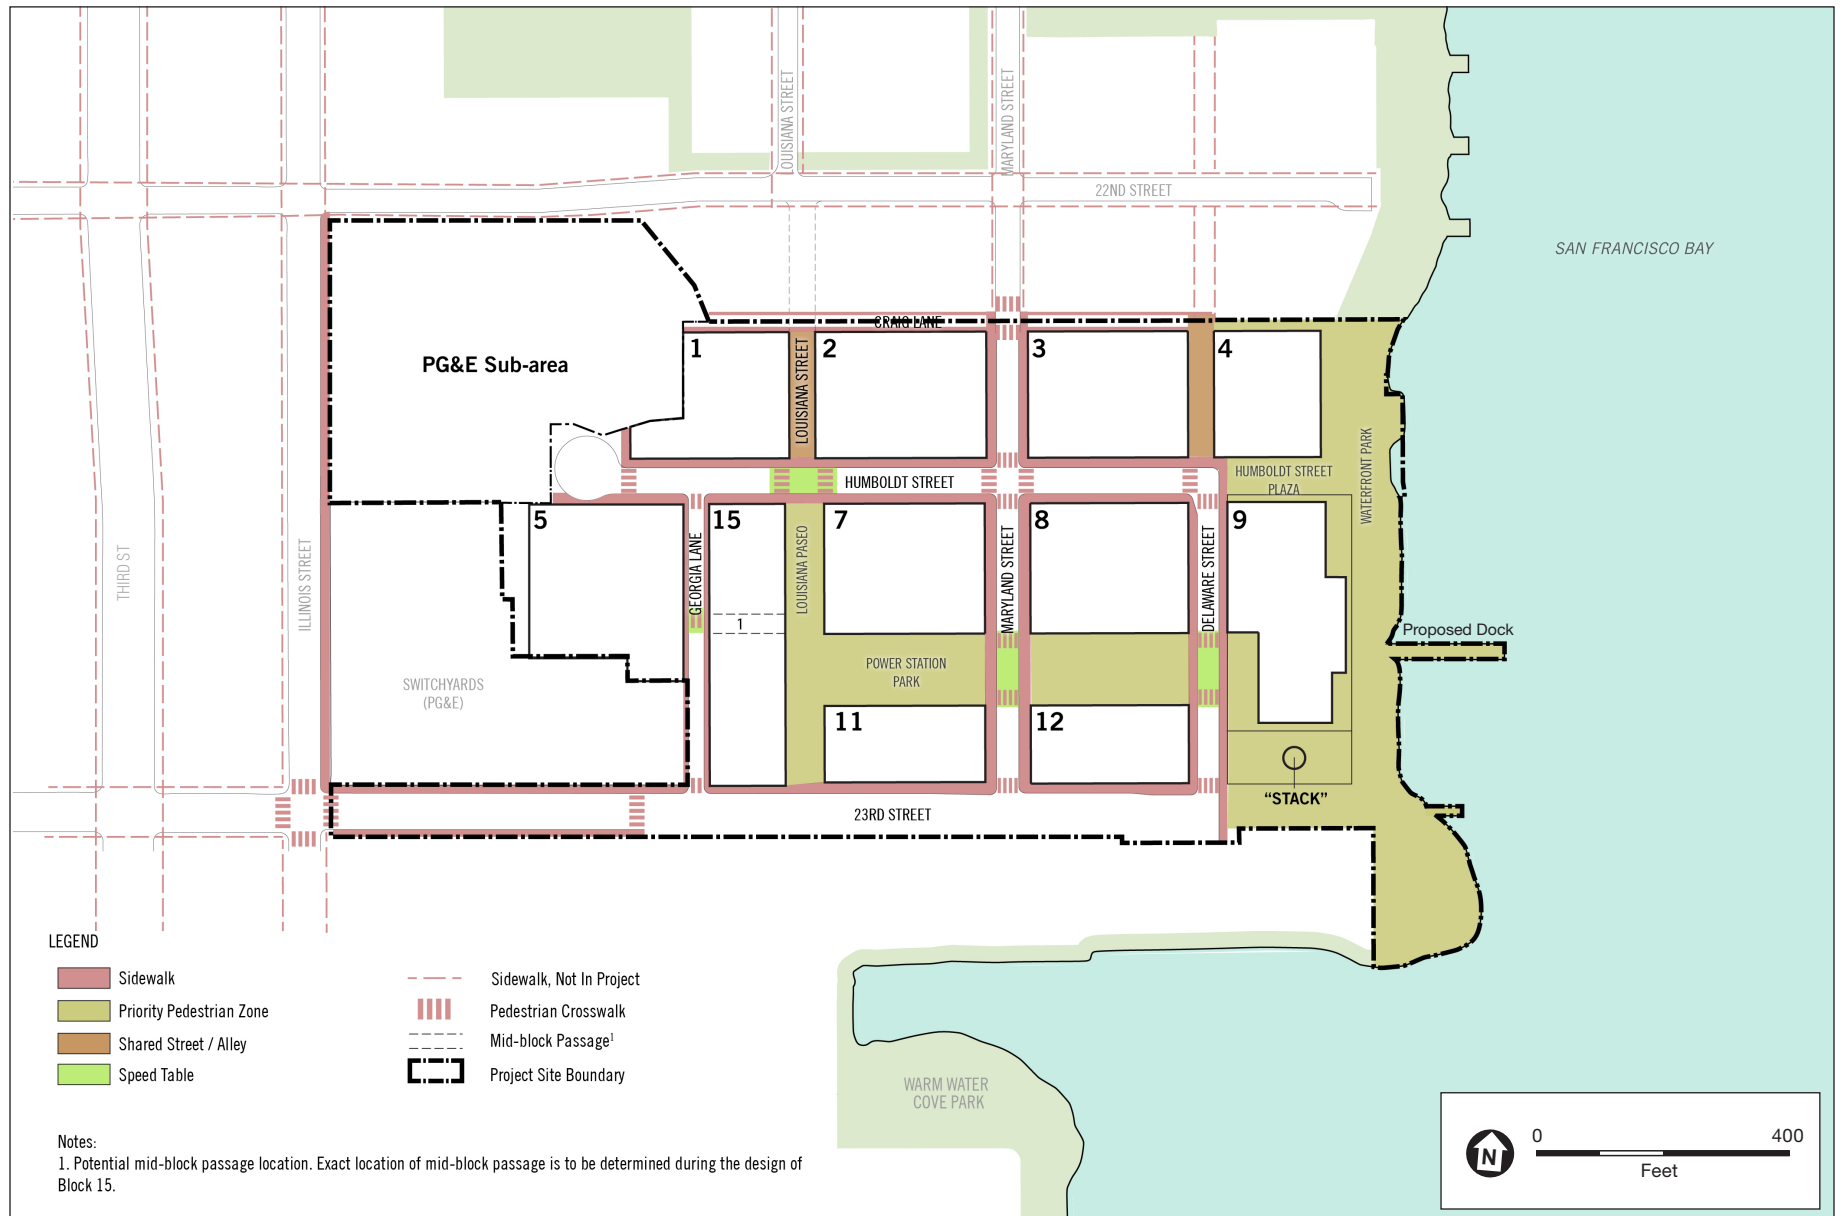 LOUISIANA STREET
MARYLAND STREET
22ND STREET
SAN FRANCISCO BAY
CRAIG LANE
PG&E Sub-area
1
LOUISIANA STREET
2
3
4
WATERFRONT PARK
HUMBOLDT STREET
HUMBOLDT STREET
PLAZA
5
15
7
8
9
THIRD ST
ILLINOIS STREET
GEORGIA LANE
LOUISIANA PASEO
MARYLAND STREET
DELAWARE STREET
1
Proposed Dock
POWER STATION
PARK
SWITCHYARDS
(PG&E)
11
12
"STACK"
23RD STREET
LEGEND
Sidewalk
Priority Pedestrian Zone
Shared Street / Alley
Speed Table
Sidewalk, Not In Project
Pedestrian Crosswalk
Mid-block Passage¹
Project Site Boundary
WARM WATER
COVE PARK
Notes:
1. Potential mid-block passage location. Exact location of mid-block passage is to be determined during the design of
Block 15.
N
0 400
Feet